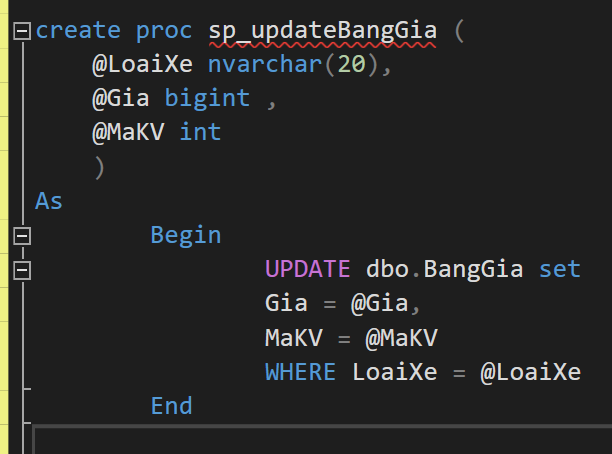 create proc sp_updateBangGia (
@LoaiXe nvarchar(20),
@Gia bigint ,
@MaKV int
)
As
Begin
UPDATE dbo.BangGia set
Gia = @Gia,
MaKV = @MaKV
WHERE LoaiXe = @LoaiXe
End